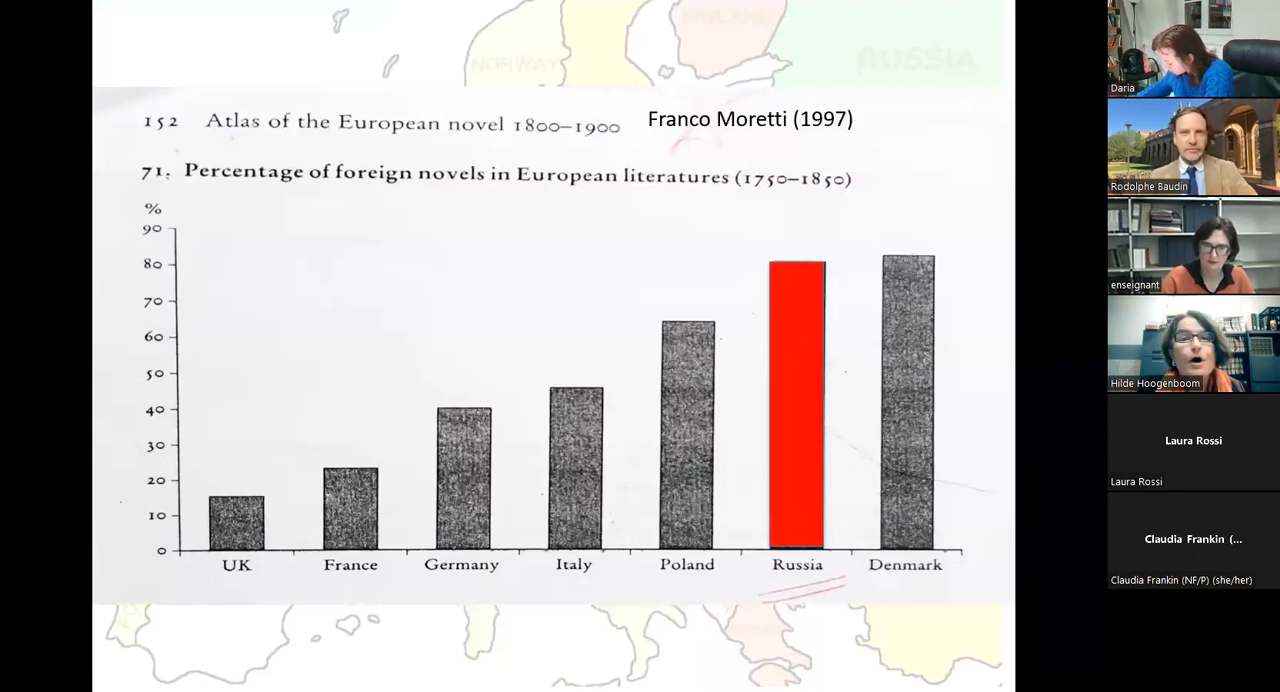 FINLAND
NORWAY
RUSSIA
152 Atlas of the European novel 1800–1900
Franco Moretti (1997)
71. Percentage of foreign novels in European literatures (1750–1850)
%
90
80
70
60
50
40
30
20
10
0
UK France Germany Italy Poland Russia Denmark
Daria
Rodolphe Baudin
enseignant
Hilde Hoogenboom
Laura Rossi
Laura Rossi
Claudia Frankin (...
Claudia Frankin (NF/P) (she/her)